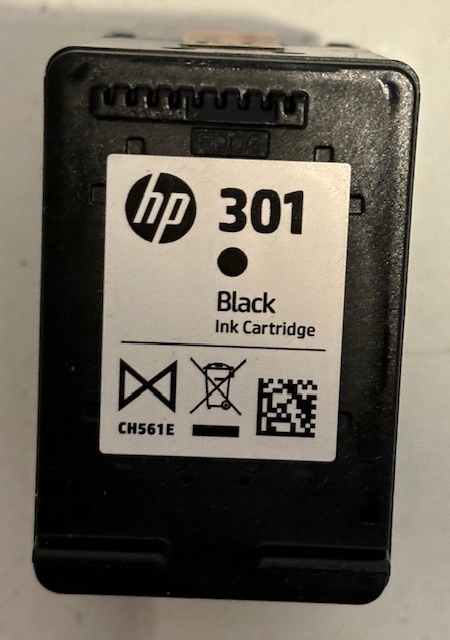 hp 301
Black
Ink Cartridge
CH561E